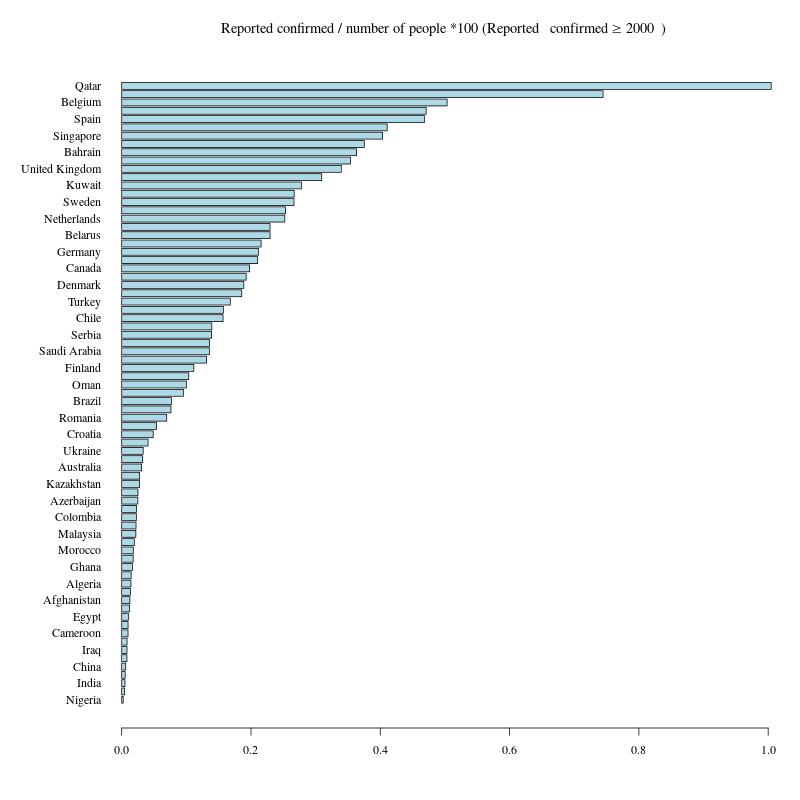 Reported confirmed / number of people *100 (Reported   confirmed ≥ 2000  )
Qatar
Belgium
Spain
Singapore
Bahrain
United Kingdom
Kuwait
Sweden
Netherlands
Belarus
Germany
Canada
Denmark
Turkey
Chile
Serbia
Saudi Arabia
Finland
Oman
Brazil
Romania
Croatia
Ukraine
Australia
Kazakhstan
Azerbaijan
Colombia
Malaysia
Morocco
Ghana
Algeria
Afghanistan
Egypt
Cameroon
Iraq
China
India
Nigeria
0.0 0.2 0.4 0.6 0.8 1.0